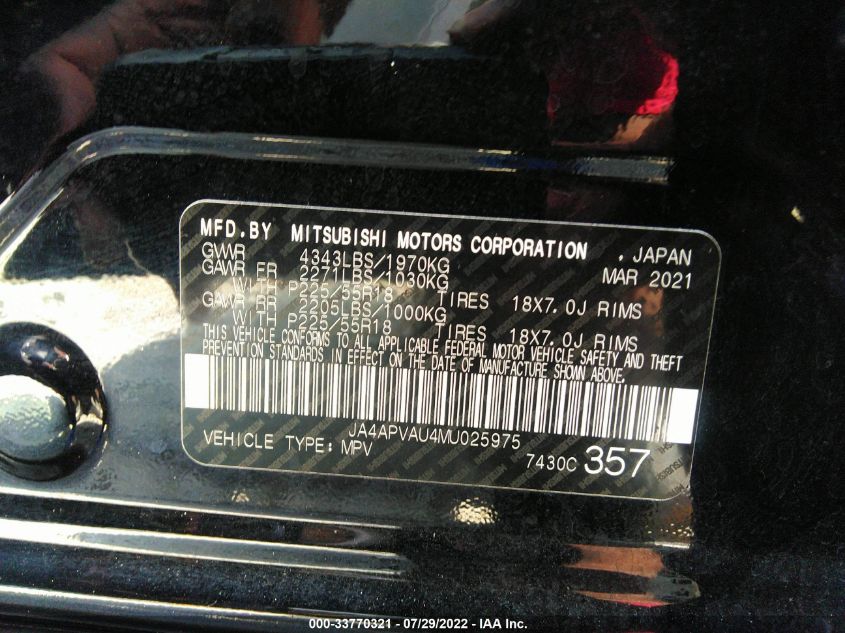 MFD.BY MITSUBISHI MOTORS CORPORATION , JAPAN
GVWR 4343LBS/1970KG MAR 2021
GAWR FR 2271LBS/1030KG
WITH P225/55R18 TIRES 18X7.0J RIMS
GAWR RR 2205LBS/1000KG
WITH P225/55R18 TIRES 18X7.0J RIMS
THIS VEHICLE CONFORMS TO ALL APPLICABLE FEDERAL MOTOR VEHICLE SAFETY AND THEFT
PREVENTION STANDARDS IN EFFECT ON THE DATE OF MANUFACTURE SHOWN ABOVE.
JA4APVAU4MU025975
VEHICLE TYPE: MPV 7430C 357
000-33770321 - 07/29/2022 - IAA Inc.